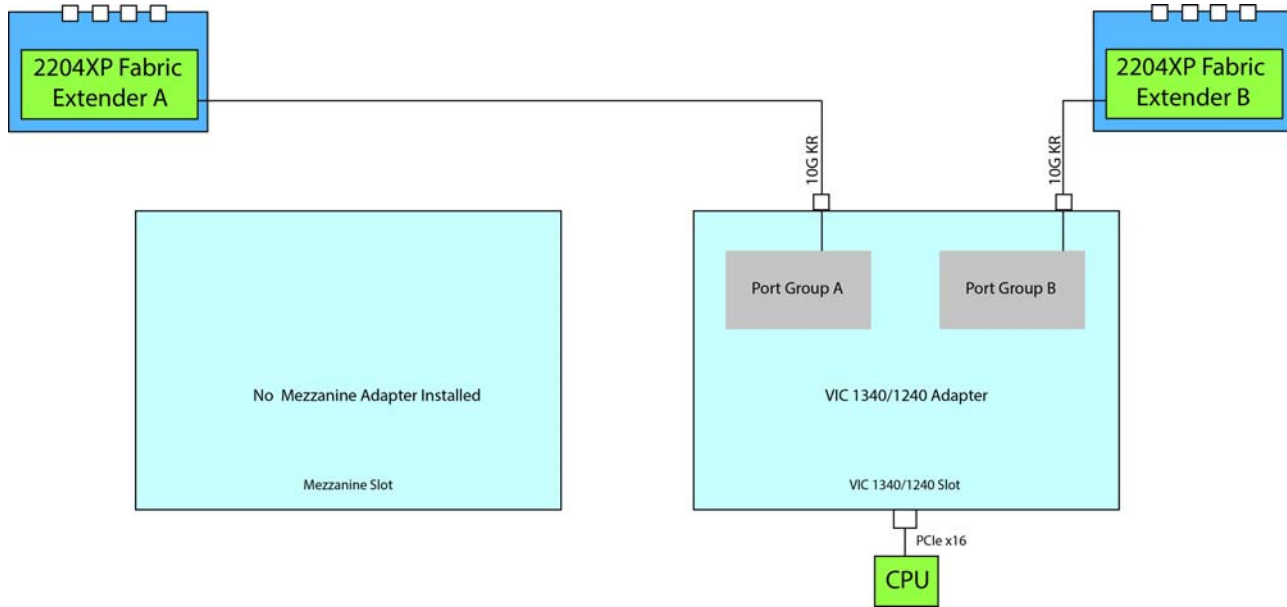 2204XP Fabric
Extender A
2204XP Fabric
Extender B
10G KR
10G KR
Port Group A
Port Group B
No Mezzanine Adapter Installed
VIC 1340/1240 Adapter
Mezzanine Slot
VIC 1340/1240 Slot
PCIe x16
CPU